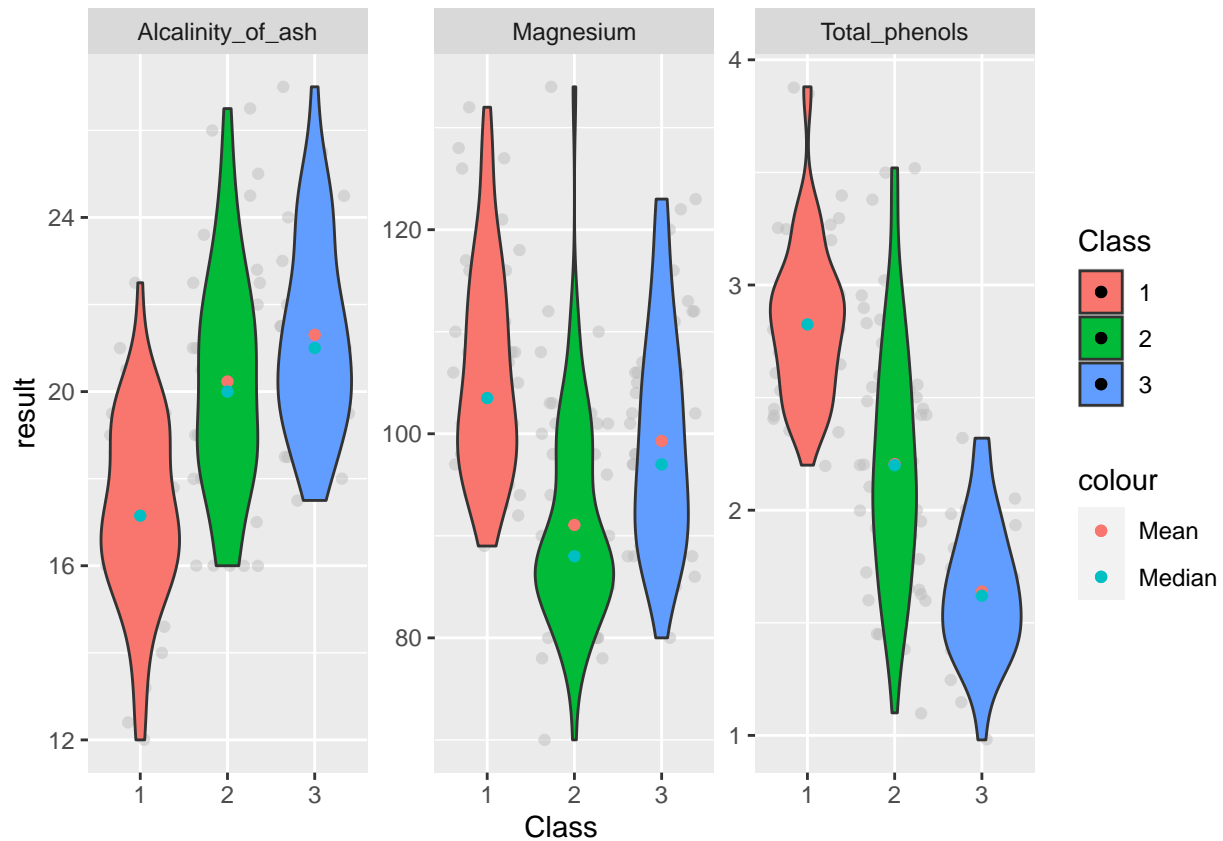 Alcalinity_of_ash Magnesium Total_phenols
result
24
20
16
12
120
100
80
4
3
2
1
1 2 3 1 2 3 1 2 3
Class
Class
1
2
3
colour
Mean
Median